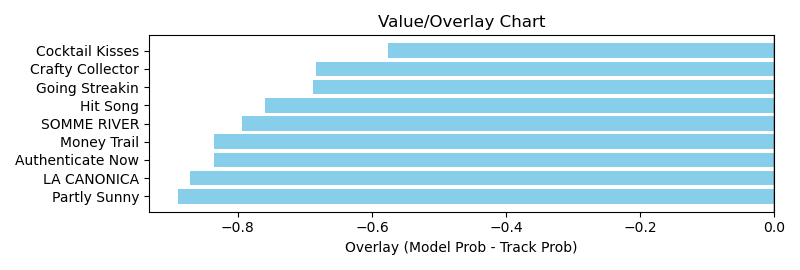 Value/Overlay Chart
Cocktail Kisses
Crafty Collector
Going Streakin
Hit Song
SOMME RIVER
Money Trail
Authenticate Now
LA CANONICA
Partly Sunny
−0.8 −0.6 −0.4 −0.2 0.0
Overlay (Model Prob - Track Prob)